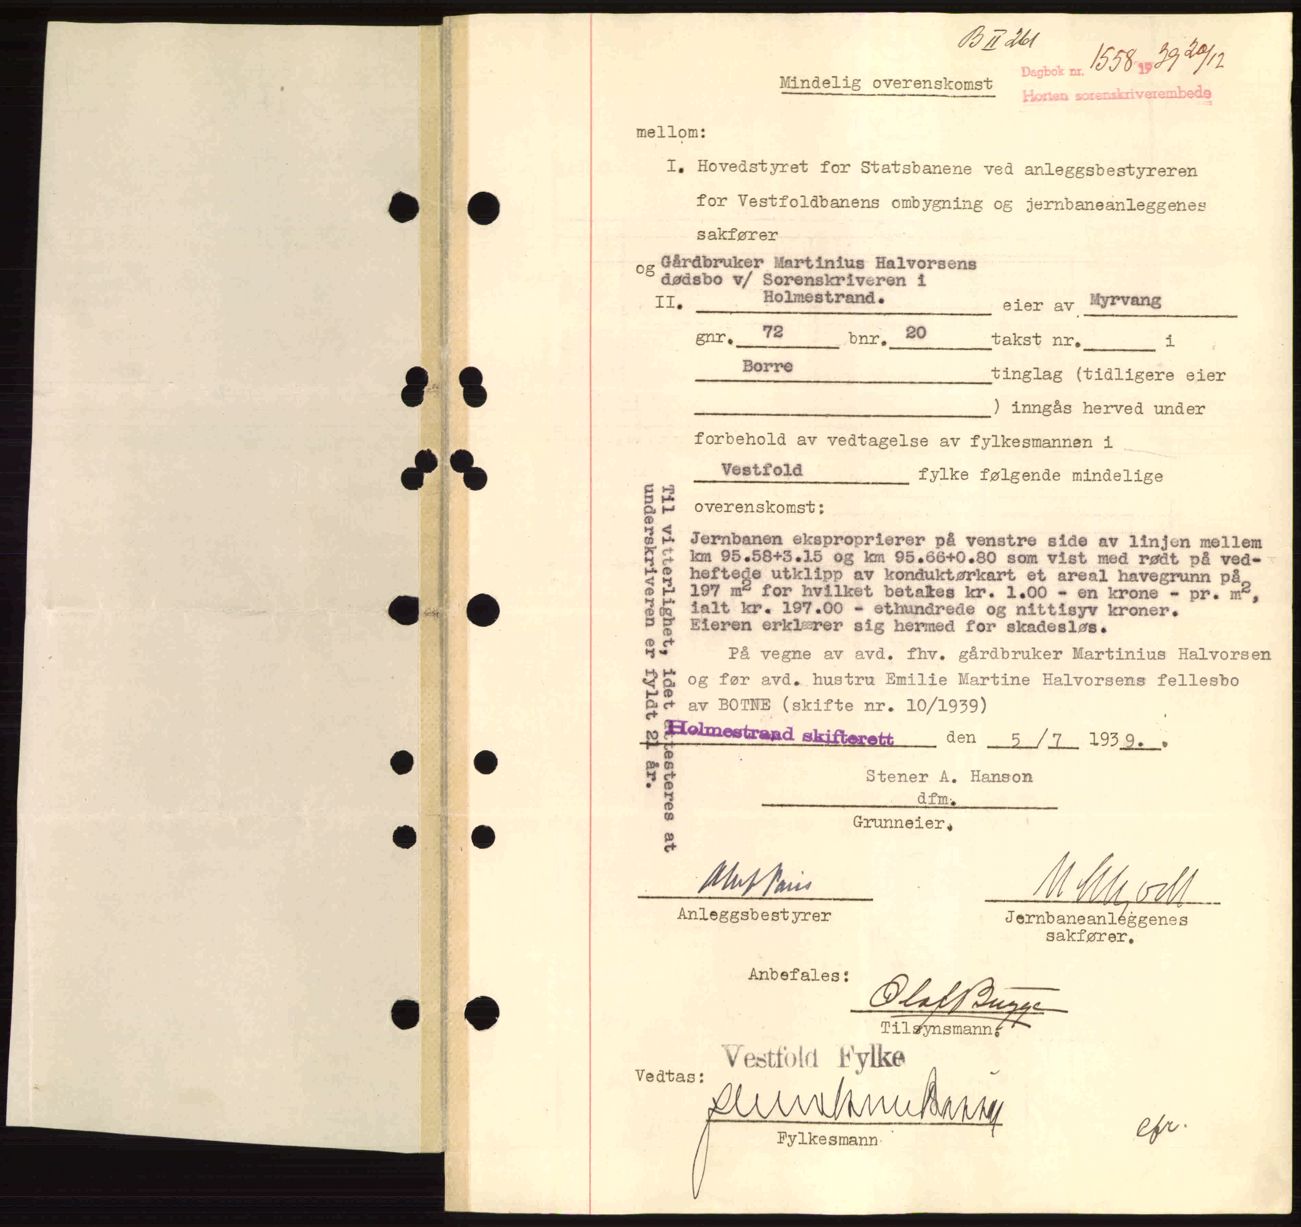 B II 261
Dagbok nr. 1558 1939 20/12
Horten sorenskriverembede
Mindelig overenskomst
mellom:
I. Hovedstyret for Statsbanene ved anleggsbestyreren
for Vestfoldbanens ombygning og jernbaneanleggenes
sakfører
og Gårdbruker Martinius Halvorsens
dødsbo v/ Sorenskriveren i
II. Holmestrand. eier av Myrvang
gnr. 72 bnr. 20 takst nr. i
Borre tinglag (tidligere eier
) inngås herved under
forbehold av vedtagelse av fylkesmannen i
Vestfold fylke følgende mindelige
overenskomst:
Jernbanen eksproprierer på venstre side av linjen mellem
km 95.58+3.15 og km 95.66+0.80 som vist med rødt på ved-
heftede utklipp av konduktørkart et areal havegrunn på
197 m2 for hvilket betales kr. 1.00 - en krone - pr. m2,
ialt kr. 197.00 - ethundrede og nittisyv kroner.
Eieren erklærer sig hermed for skadesløs.
På vegne av avd. fhv. gårdbruker Martinius Halvorsen
og før avd. hustru Emilie Martine Halvorsens fellesbo
av BOTNE (skifte nr. 10/1939)
Holmestrand skifterett den 5 /7 1939.
Stener A. Hanson
dfm.
Grunneier.
Til vitterlighet, idet attesteres at
underskriveren er fyldt 21 år.
Anleggsbestyrer
Jernbaneanleggenes
sakfører.
Anbefales:
Olaf Bugge
Tilsynsmann.
Vestfold Fylke
Vedtas:
Fylkesmann